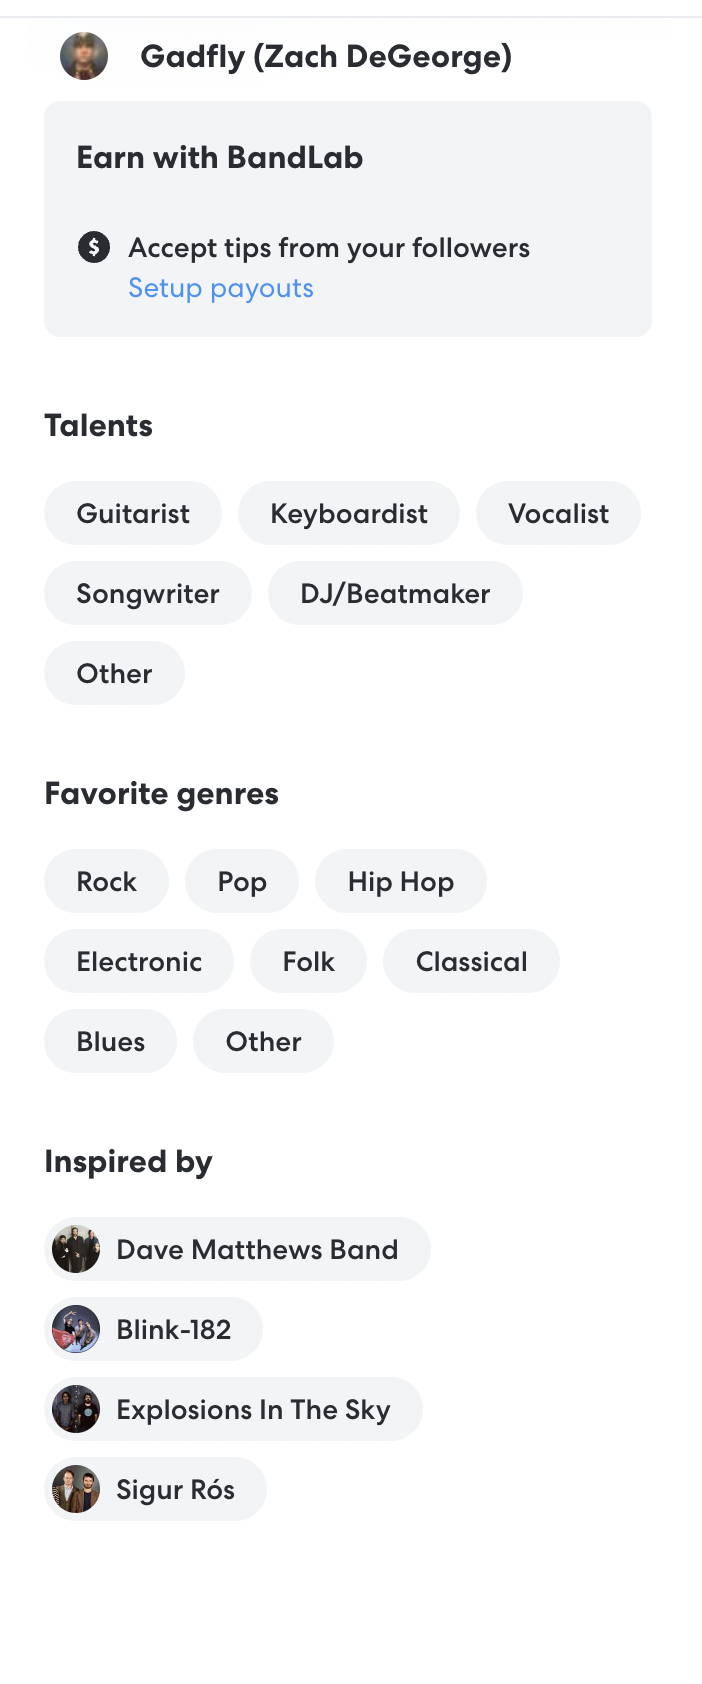 Gadfly (Zach DeGeorge)
Earn with BandLab
$ Accept tips from your followers
Setup payouts
Talents
Guitarist Keyboardist Vocalist
Songwriter DJ/Beatmaker
Other
Favorite genres
Rock Pop Hip Hop
Electronic Folk Classical
Blues Other
Inspired by
Dave Matthews Band
Blink-182
Explosions In The Sky
Sigur Rós